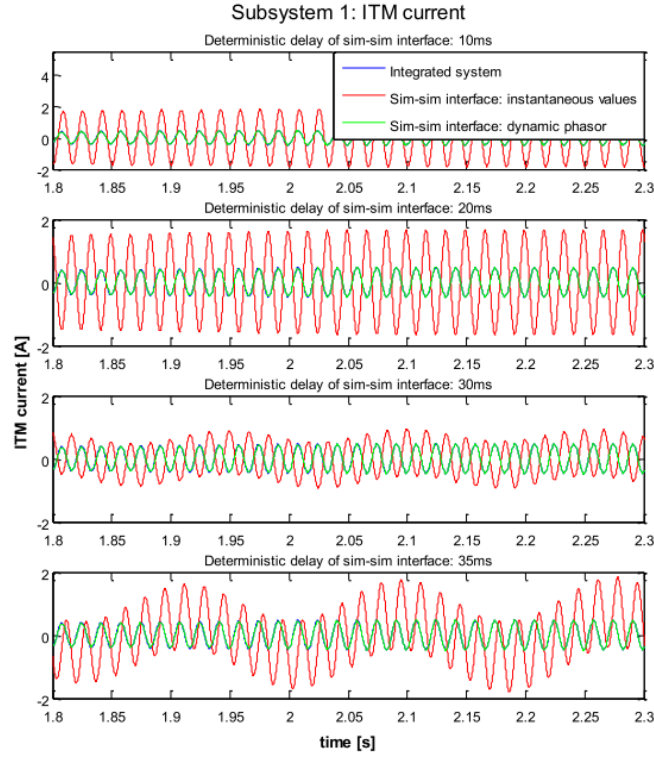 Subsystem 1: ITM current
Deterministic delay of sim-sim interface: 10ms
Integrated system
Sim-sim interface: instantaneous values
Sim-sim interface: dynamic phasor
4
2
0
-2
1.8 1.85 1.9 1.95 2 2.05 2.1 2.15 2.2 2.25 2.3
Deterministic delay of sim-sim interface: 20ms
2
0
-2
1.8 1.85 1.9 1.95 2 2.05 2.1 2.15 2.2 2.25 2.3
ITM current [A]
Deterministic delay of sim-sim interface: 30ms
2
0
-2
1.8 1.85 1.9 1.95 2 2.05 2.1 2.15 2.2 2.25 2.3
Deterministic delay of sim-sim interface: 35ms
2
0
-2
1.8 1.85 1.9 1.95 2 2.05 2.1 2.15 2.2 2.25 2.3
time [s]